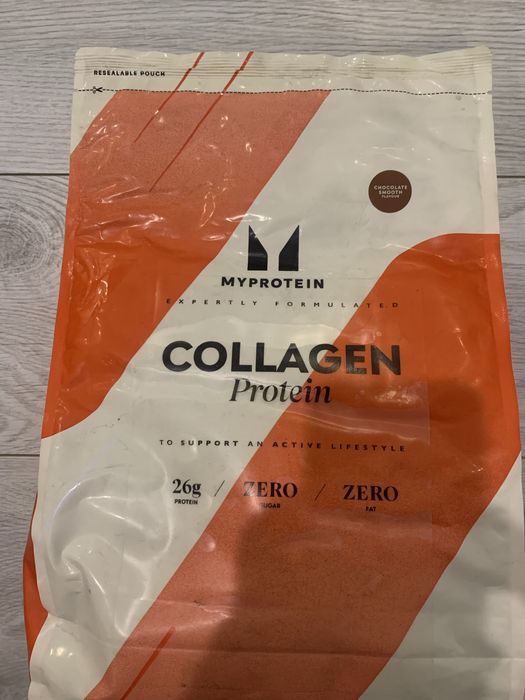 RESEALABLE POUCH
CHOCOLATE
SMOOTH
FLAVOUR
MYPROTEIN
EXPERTLY FORMULATED
COLLAGEN
Protein
TO SUPPORT AN ACTIVE LIFESTYLE
26g / ZERO / ZERO
PROTEIN SUGAR FAT